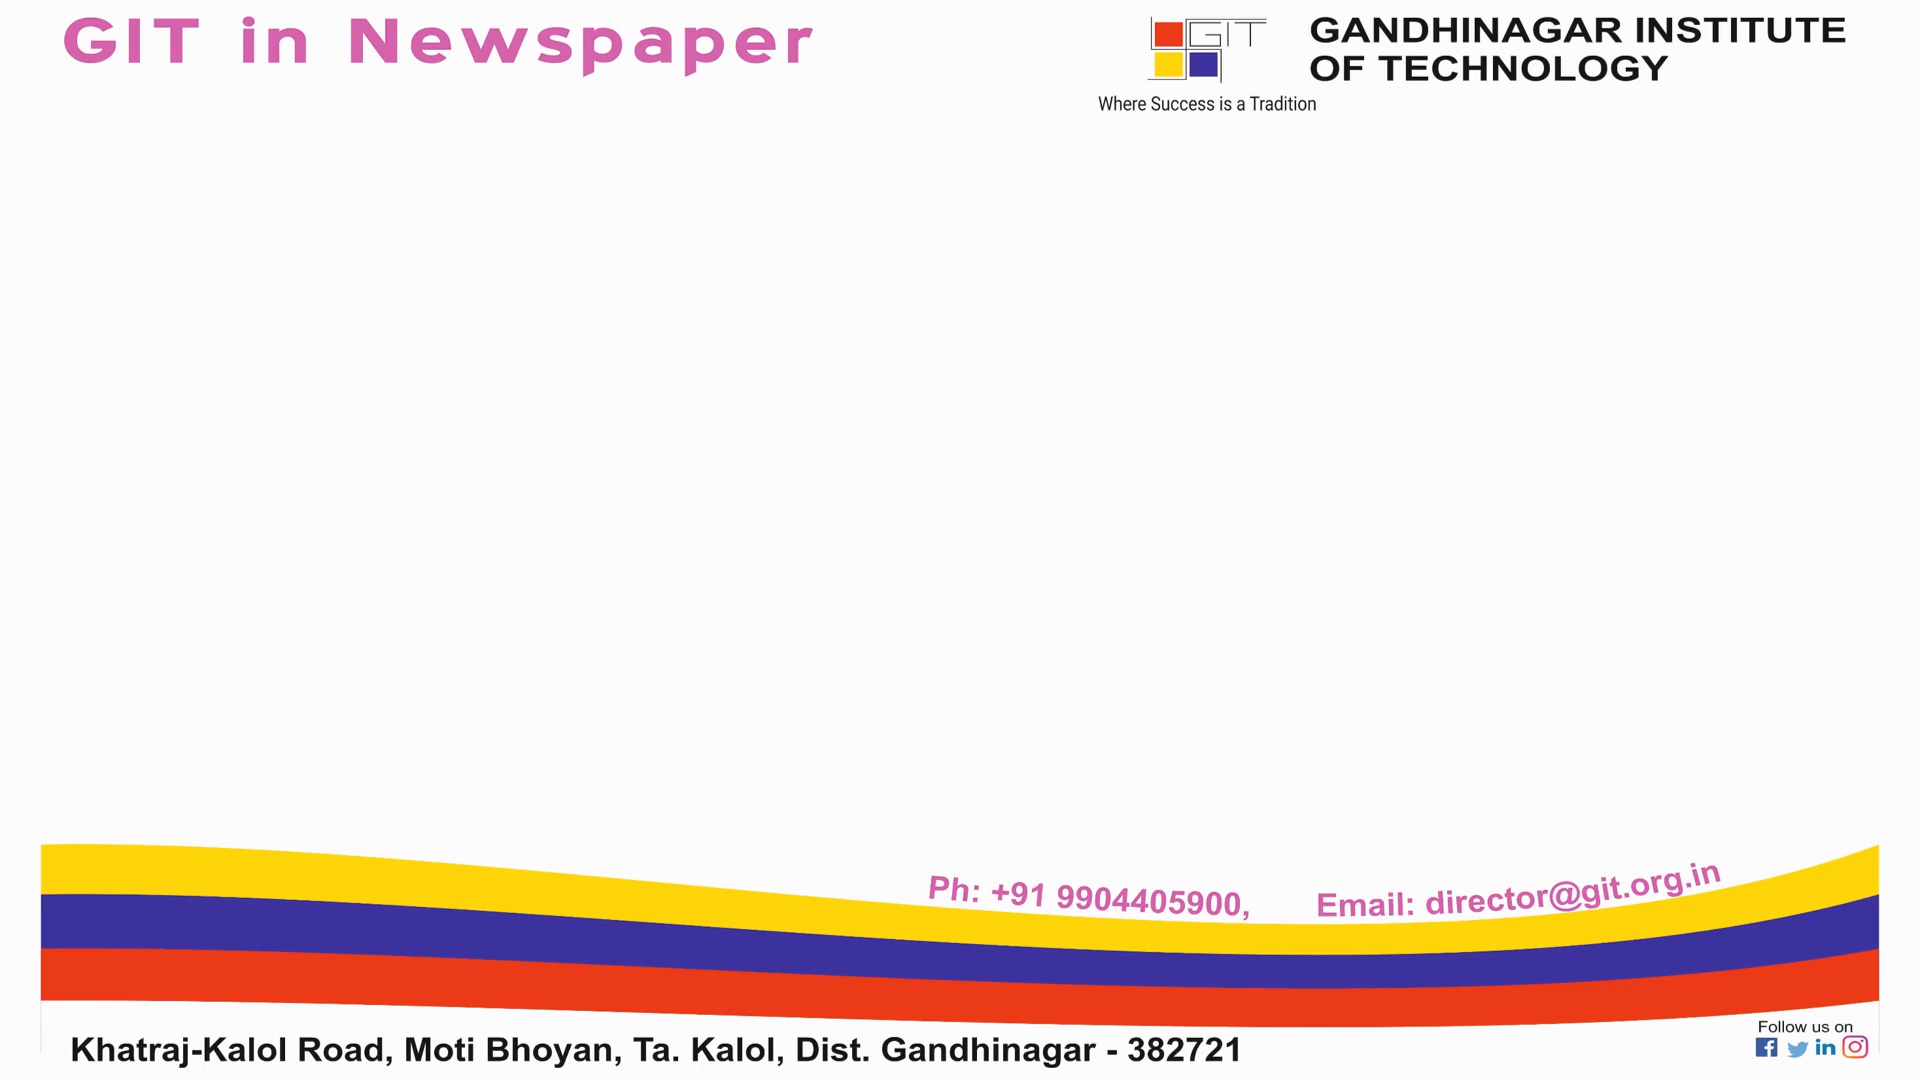 GIT in Newspaper
GIT
GANDHINAGAR INSTITUTE
OF TECHNOLOGY
Where Success is a Tradition
Ph: +91 9904405900, Email: director@git.org.in
Follow us on
Khatraj-Kalol Road, Moti Bhoyan, Ta. Kalol, Dist. Gandhinagar - 382721